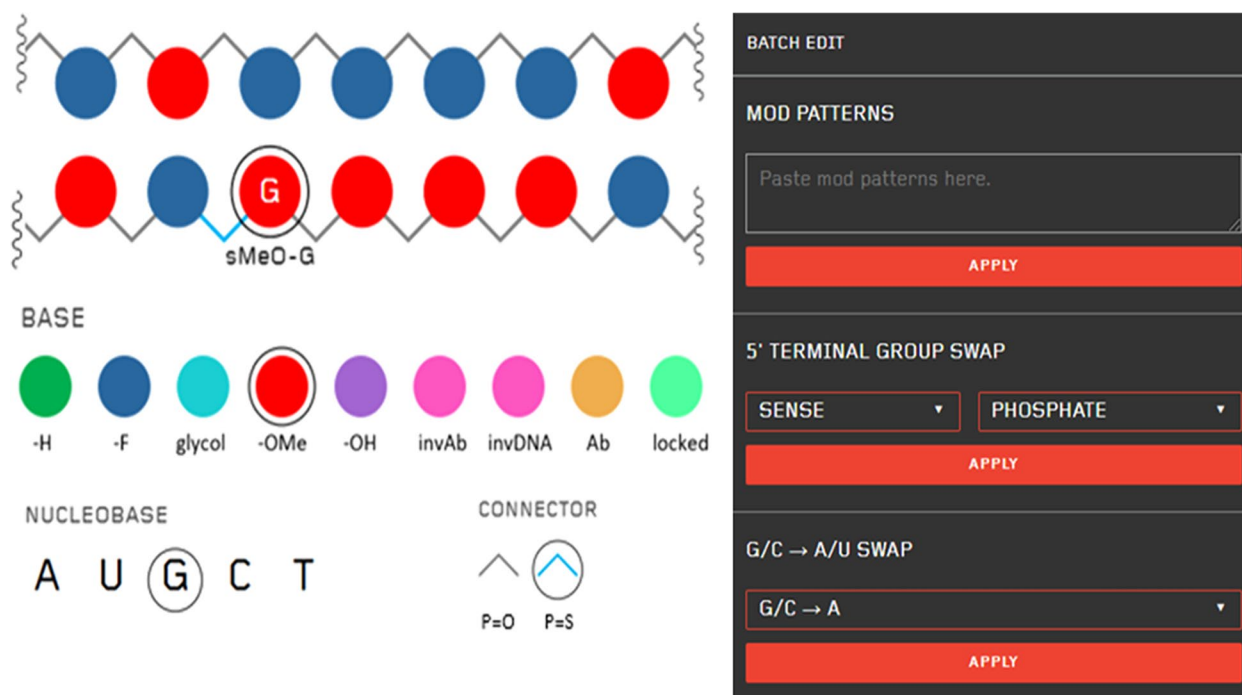 G
sMeO-G
BASE
-H -F glycol -OMe -OH invAb invDNA Ab locked
NUCLEOBASE
A U G C T
CONNECTOR
P=O P=S
BATCH EDIT
MOD PATTERNS
Paste mod patterns here.
APPLY
5' TERMINAL GROUP SWAP
SENSE PHOSPHATE
APPLY
G/C → A/U SWAP
G/C → A
APPLY